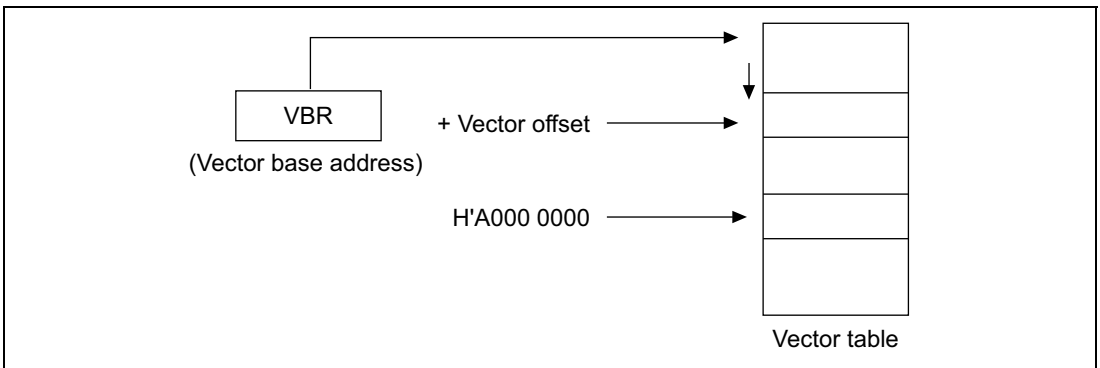 VBR
(Vector base address)
+ Vector offset
H'A000 0000
Vector table